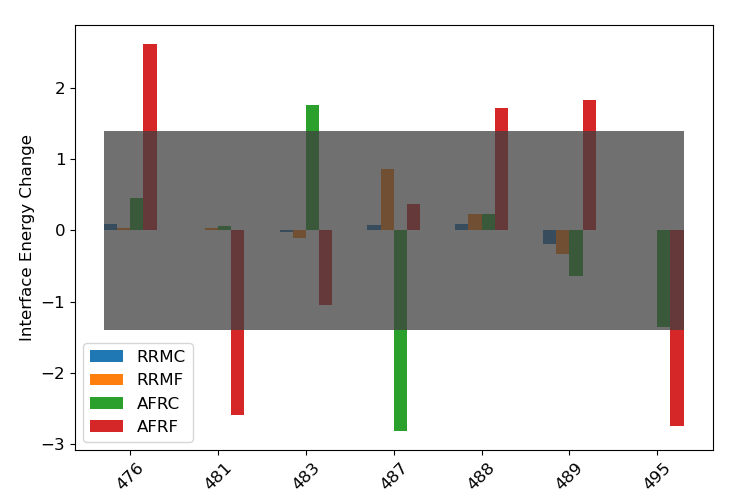 Interface Energy Change
2
1
0
−1
−2
−3
RRMC
RRMF
AFRC
AFRF
476
481
483
487
488
489
495